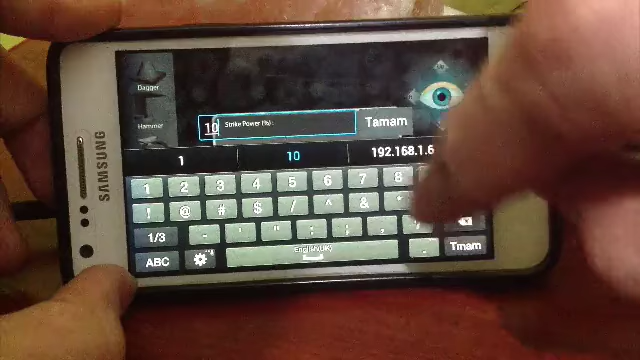 SAMSUNG
Dagger
Hammer
10
Strike Power (%):
Tamam
1 10 192.168.1.6
1 2 3 4 5 6 7 8
! @ # $ / ^ & *
1/3 - ' " : ; , ?
ABC English(UK) . Tmam